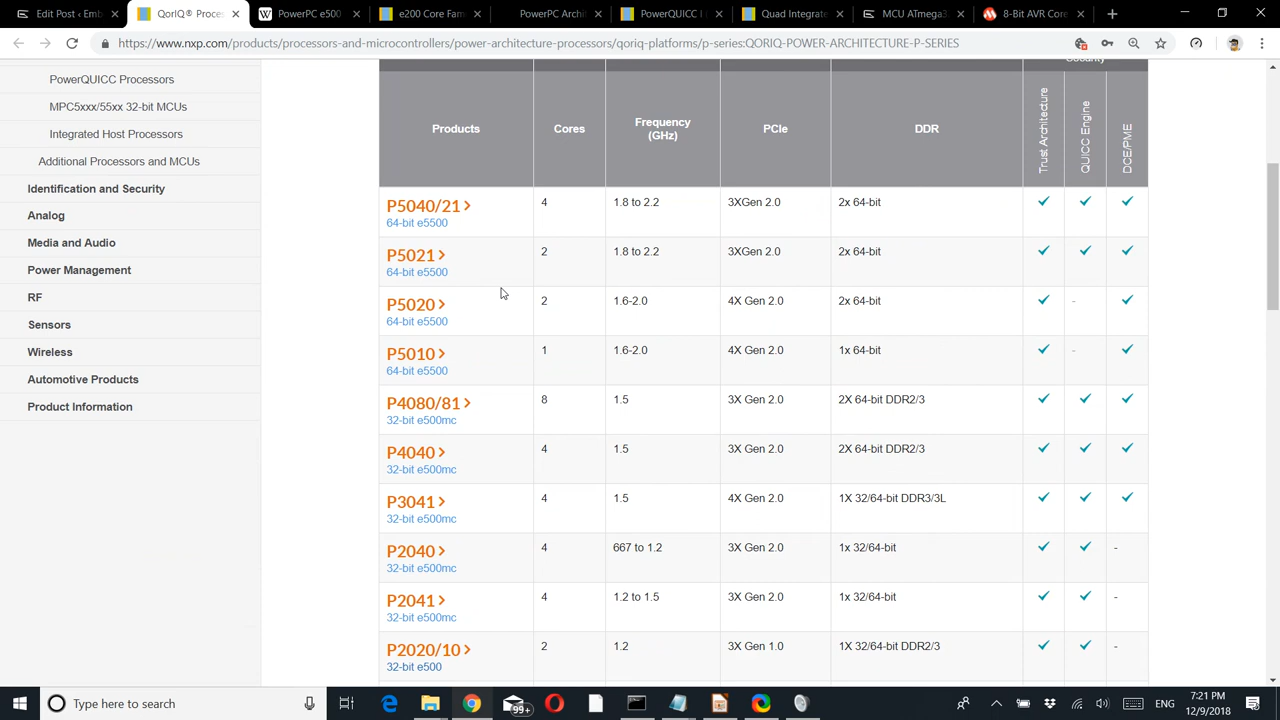 Edit Post ‹ Emb
QorIQ® Proce
PowerPC e500
e200 Core Fam
PowerPC Archi
PowerQUICC I
Quad Integrate
MCU ATmega3
8-Bit AVR Core
https://www.nxp.com/products/processors-and-microcontrollers/power-architecture-processors/qoriq-platforms/p-series:QORIQ-POWER-ARCHITECTURE-P-SERIES
PowerQUICC Processors
MPC5xxx/55xx 32-bit MCUs
Integrated Host Processors
Additional Processors and MCUs
Identification and Security
Analog
Media and Audio
Power Management
RF
Sensors
Wireless
Automotive Products
Product Information
Security
Products Cores Frequency (GHz) PCIe DDR Trust Architecture QUICC Engine DCE/PME
P5040/21 > 4 1.8 to 2.2 3XGen 2.0 2x 64-bit ✓ ✓ ✓
64-bit e5500
P5021 > 2 1.8 to 2.2 3XGen 2.0 2x 64-bit ✓ ✓ ✓
64-bit e5500
P5020 > 2 1.6-2.0 4X Gen 2.0 2x 64-bit ✓ - ✓
64-bit e5500
P5010 > 1 1.6-2.0 4X Gen 2.0 1x 64-bit ✓ - ✓
64-bit e5500
P4080/81 > 8 1.5 3X Gen 2.0 2X 64-bit DDR2/3 ✓ ✓ ✓
32-bit e500mc
P4040 > 4 1.5 3X Gen 2.0 2X 64-bit DDR2/3 ✓ ✓ ✓
32-bit e500mc
P3041 > 4 1.5 4X Gen 2.0 1X 32/64-bit DDR3/3L ✓ ✓ ✓
32-bit e500mc
P2040 > 4 667 to 1.2 3X Gen 2.0 1x 32/64-bit ✓ ✓ -
32-bit e500mc
P2041 > 4 1.2 to 1.5 3X Gen 2.0 1x 32/64-bit ✓ ✓ -
32-bit e500mc
P2020/10 > 2 1.2 3X Gen 1.0 1X 32/64-bit DDR2/3 ✓ ✓ -
32-bit e500
Type here to search
99+
ENG
7:21 PM
12/9/2018